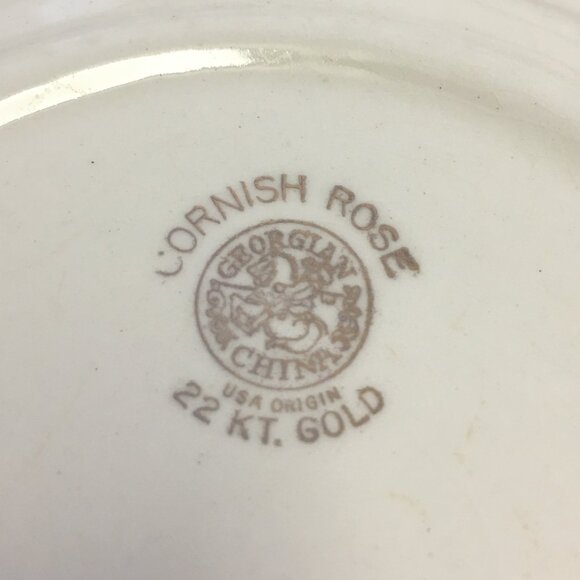 CORNISH ROSE
GEORGIAN
CHINA
USA ORIGIN
22 KT. GOLD